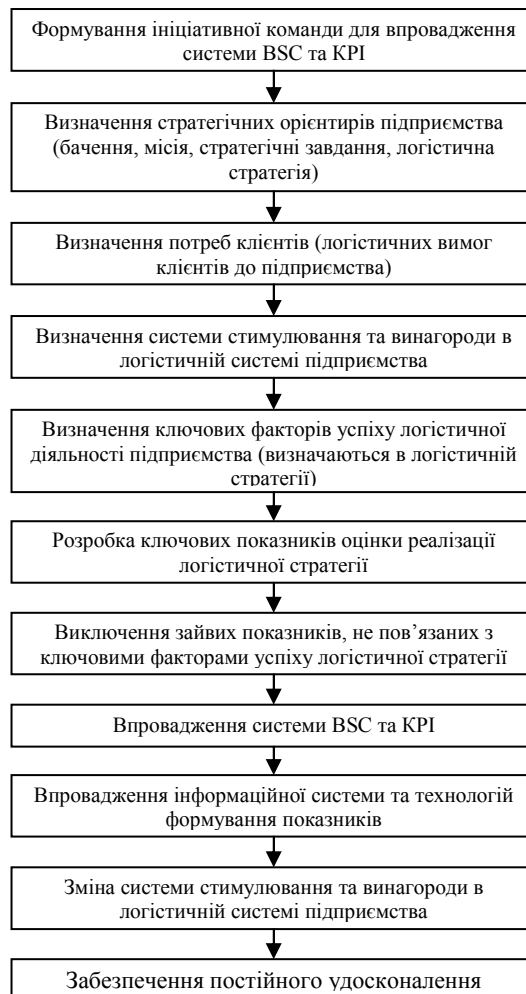 Формування ініціативної команди для впровадження
системи BSC та KPI
Визначення стратегічних орієнтирів підприємства
(бачення, місія, стратегічні завдання, логістична
стратегія)
Визначення потреб клієнтів (логістичних вимог
клієнтів до підприємства)
Визначення системи стимулювання та винагороди в
логістичній системі підприємства
Визначення ключових факторів успіху логістичної
діяльності підприємства (визначаються в логістичній
стратегії)
Розробка ключових показників оцінки реалізації
логістичної стратегії
Виключення зайвих показників, не пов’язаних з
ключовими факторами успіху логістичної стратегії
Впровадження системи BSC та KPI
Впровадження інформаційної системи та технологій
формування показників
Зміна системи стимулювання та винагороди в
логістичній системі підприємства
Забезпечення постійного удосконалення